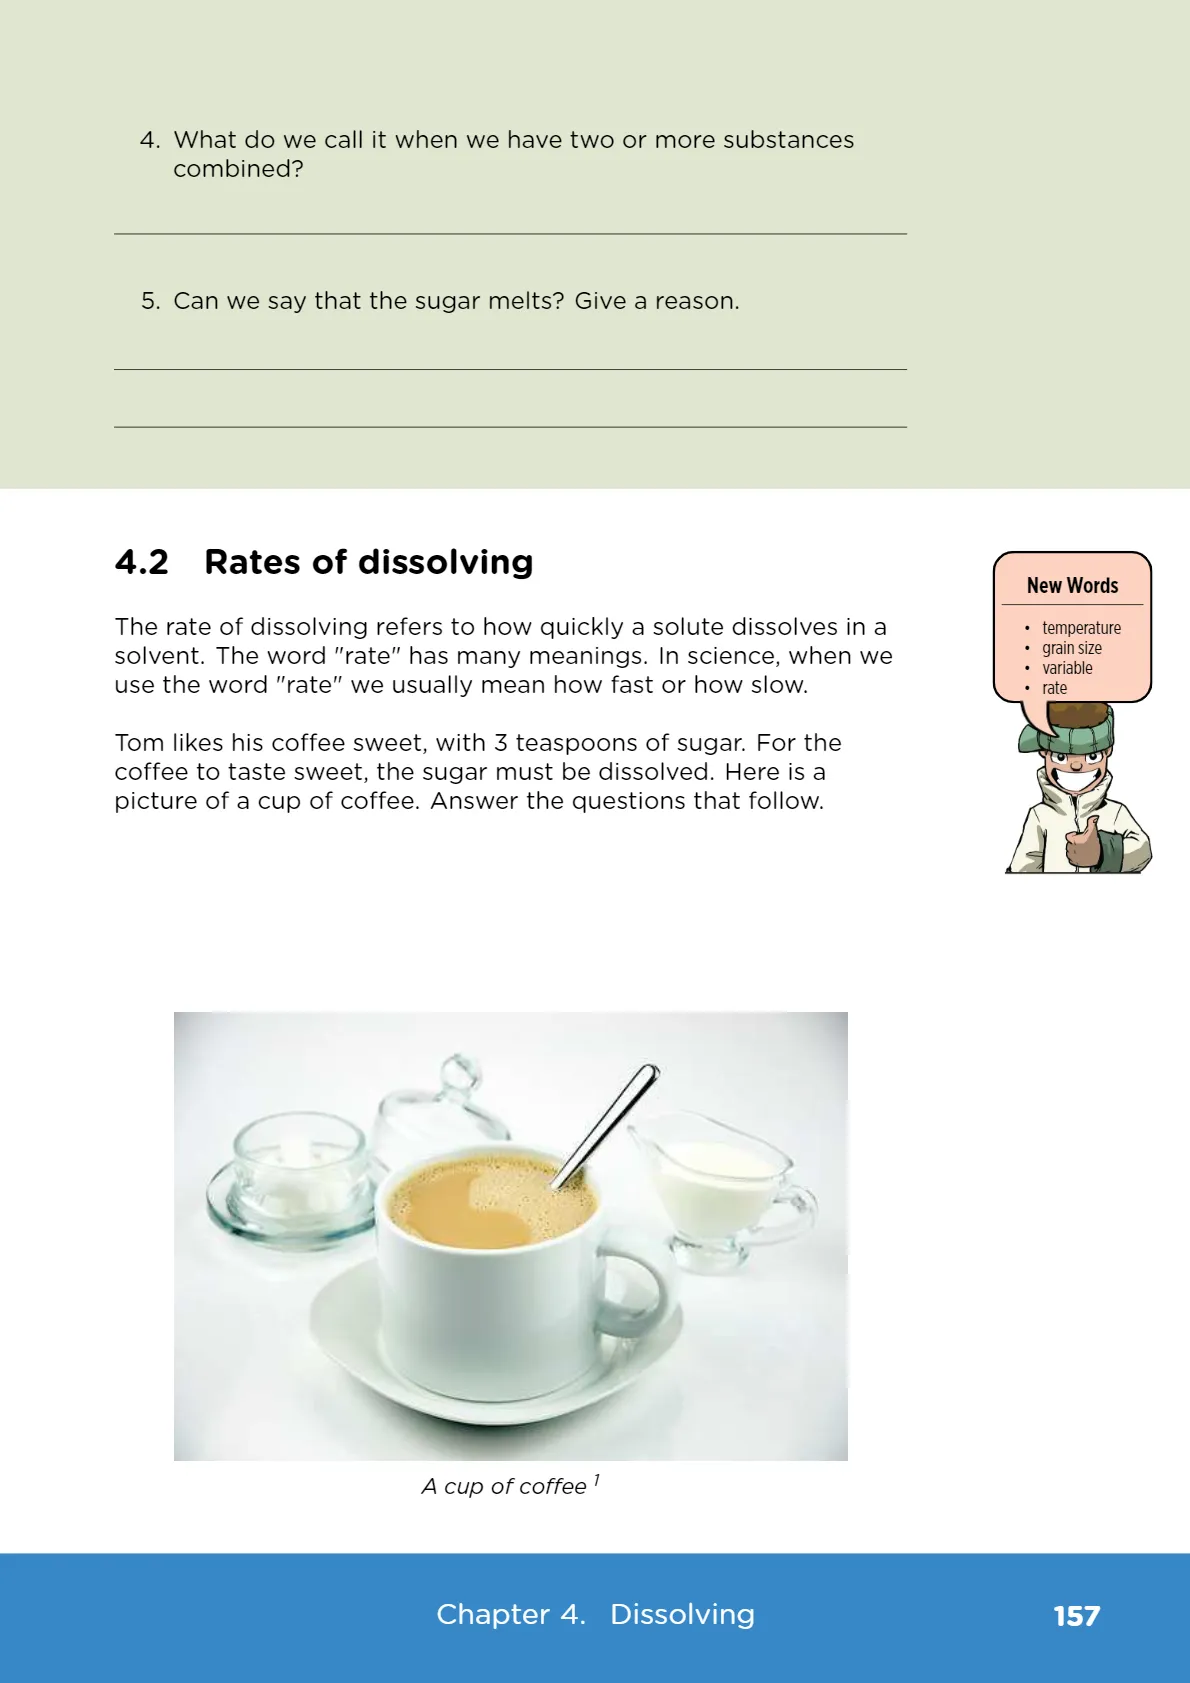 4. What do we call it when we have two or more substances
combined?
5. Can we say that the sugar melts? Give a reason.
4.2 Rates of dissolving
The rate of dissolving refers to how quickly a solute dissolves in a
solvent. The word "rate" has many meanings. In science, when we
use the word "rate" we usually mean how fast or how slow.
Tom likes his coffee sweet, with 3 teaspoons of sugar. For the
coffee to taste sweet, the sugar must be dissolved. Here is a
picture of a cup of coffee. Answer the questions that follow.
New Words
• temperature
• grain size
• variable
• rate
A cup of coffee 1
Chapter 4. Dissolving
157